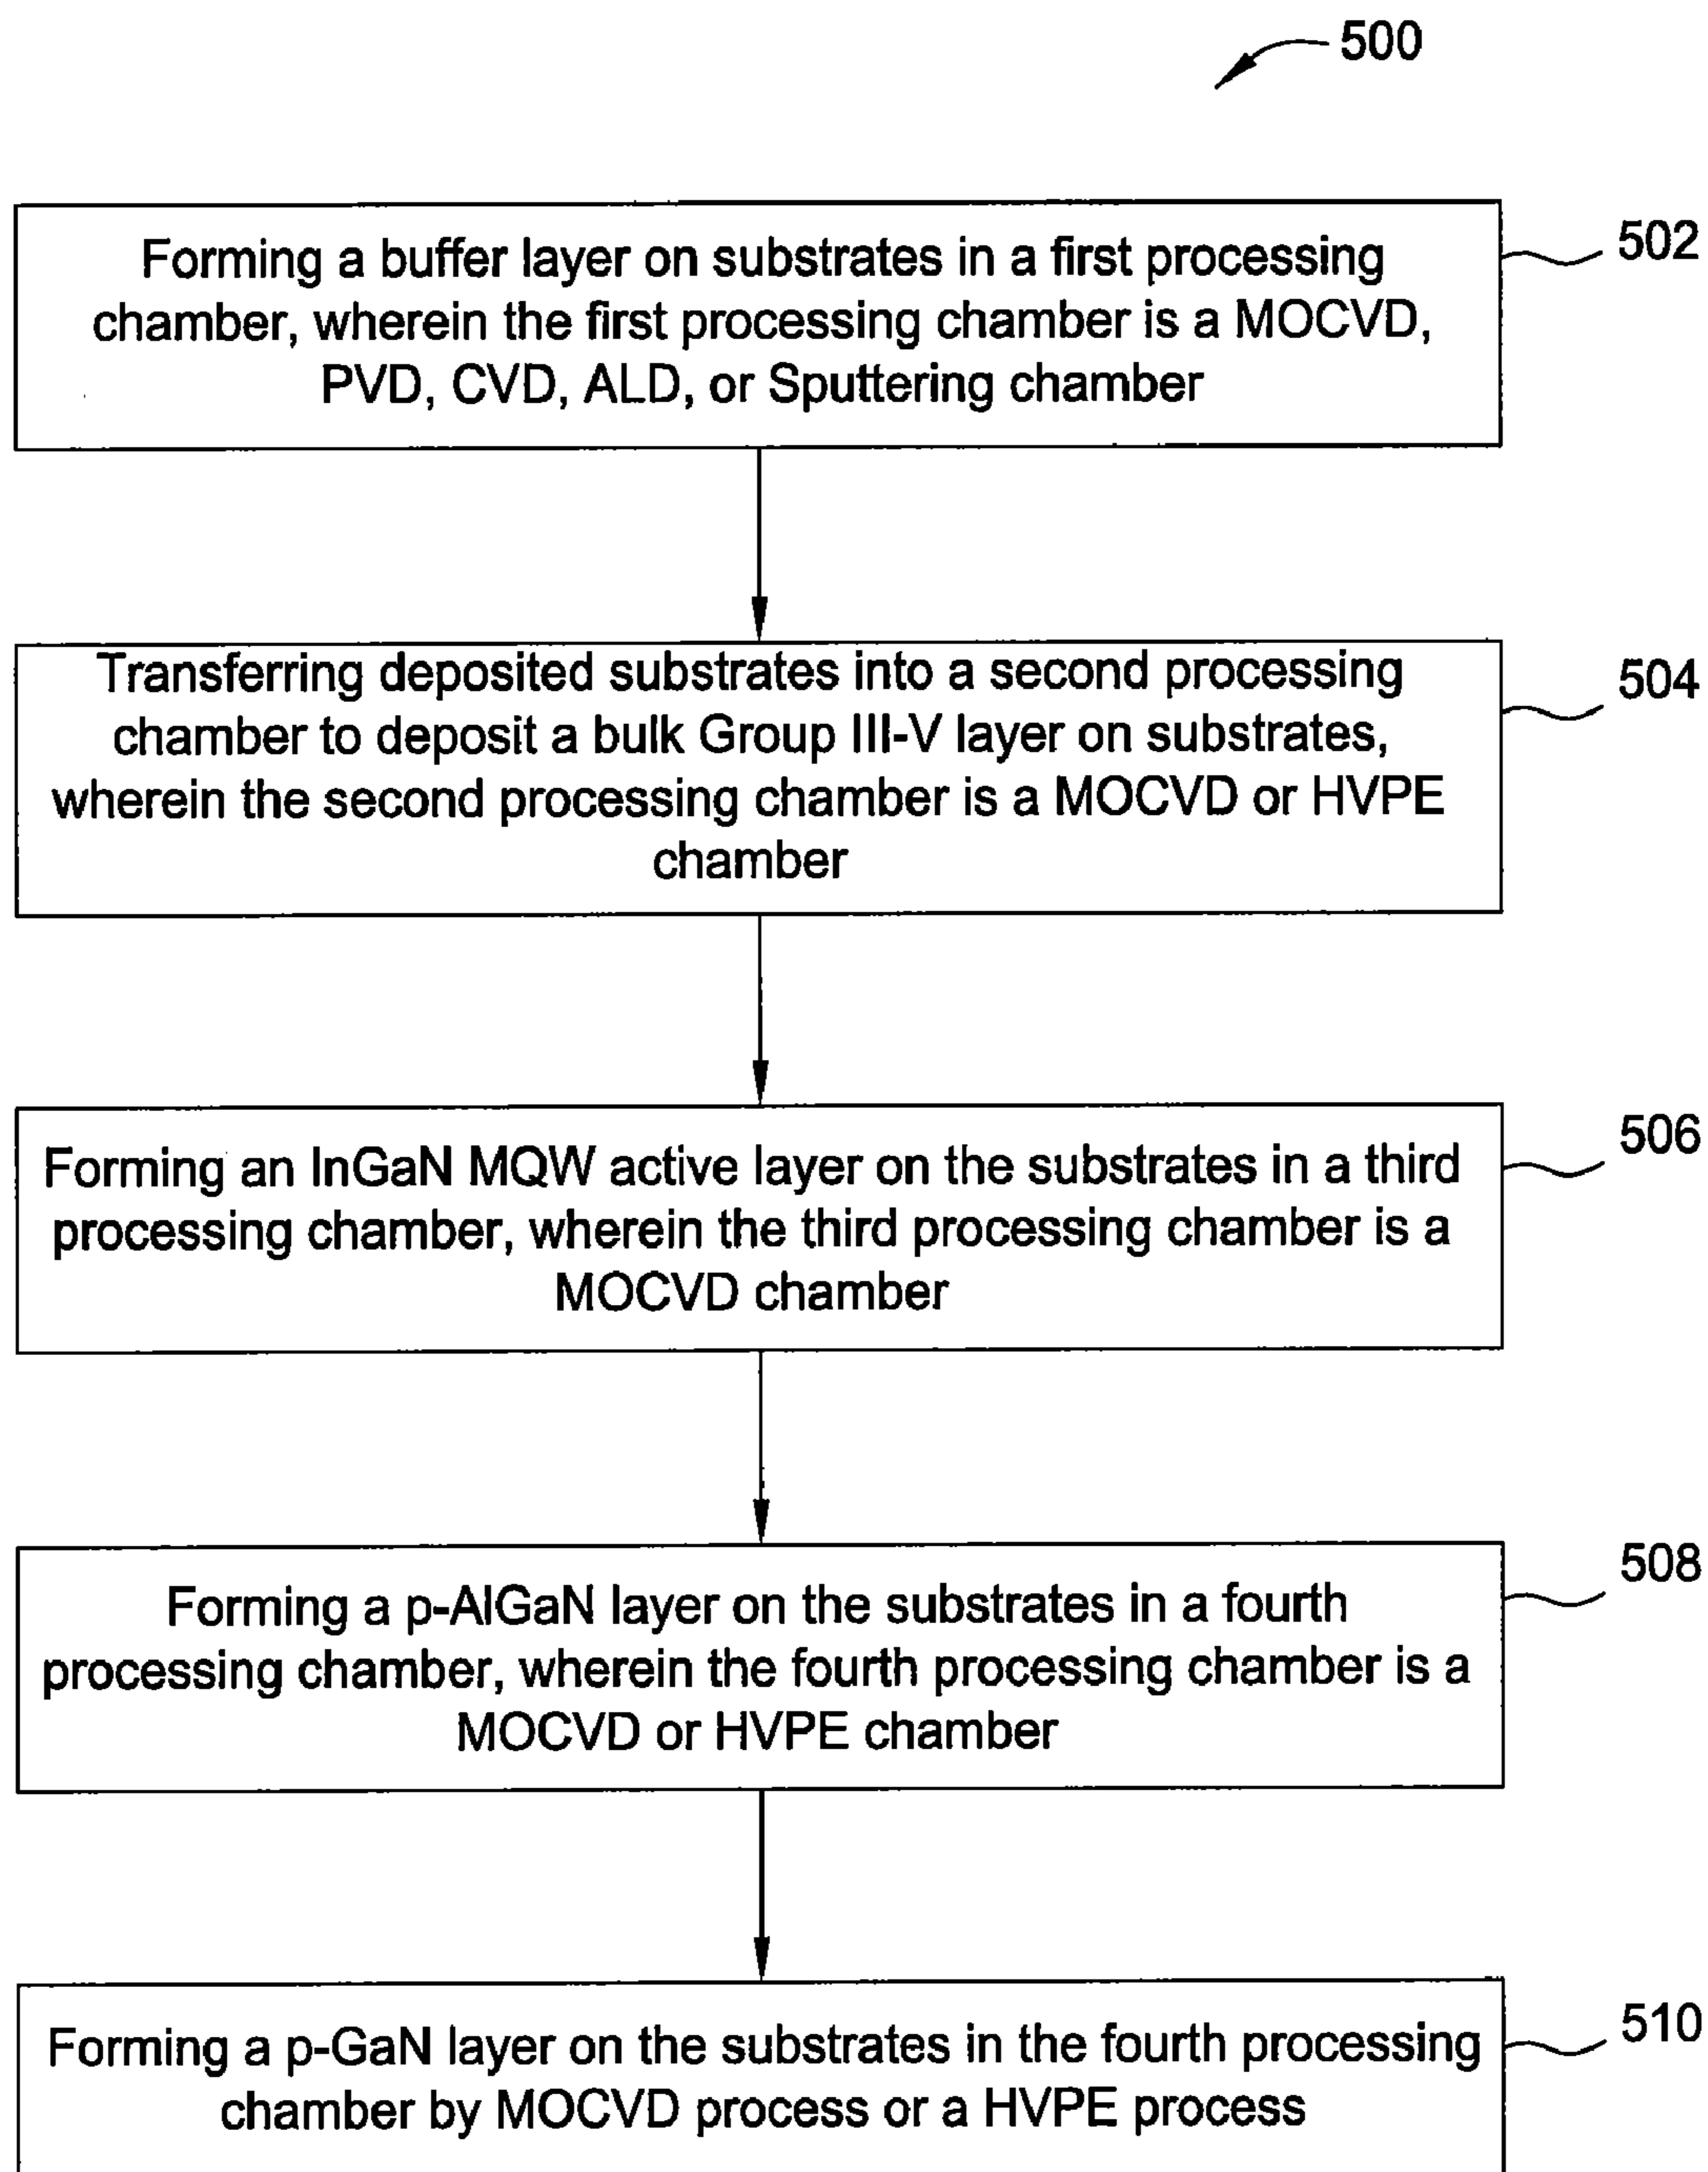 500
Forming a buffer layer on substrates in a first processing
chamber, wherein the first processing chamber is a MOCVD,
PVD, CVD, ALD, or Sputtering chamber
502
Transferring deposited substrates into a second processing
chamber to deposit a bulk Group III-V layer on substrates,
wherein the second processing chamber is a MOCVD or HVPE
chamber
504
Forming an InGaN MQW active layer on the substrates in a third
processing chamber, wherein the third processing chamber is a
MOCVD chamber
506
Forming a p-AlGaN layer on the substrates in a fourth
processing chamber, wherein the fourth processing chamber is a
MOCVD or HVPE chamber
508
Forming a p-GaN layer on the substrates in the fourth processing
chamber by MOCVD process or a HVPE process
510